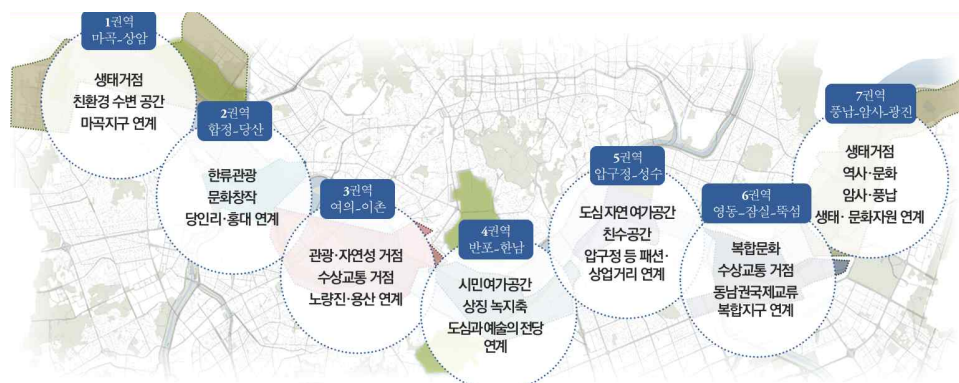 1권역
마곡-상암
생태거점
친환경 수변 공간
마곡지구 연계
2권역
합정-당산
한류관광
문화창작
당인리·홍대 연계
3권역
여의-이촌
관광·자연성 거점
수상교통 거점
노량진·용산 연계
4권역
반포-한남
시민여가공간
상징 녹지축
도심과 예술의 전당
연계
5권역
압구정-성수
도심 자연 여가공간
친수공간
압구정 등 패션·
상업거리 연계
6권역
영동-잠실-뚝섬
복합문화
수상교통 거점
동남권국제교류
복합지구 연계
7권역
풍납-암사-광진
생태거점
역사·문화
암사·풍납
생태·문화자원 연계